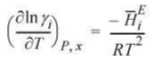 (∂ln γᵢ / ∂T)_{P, x} = −H̄ᵢᴱ / RT²